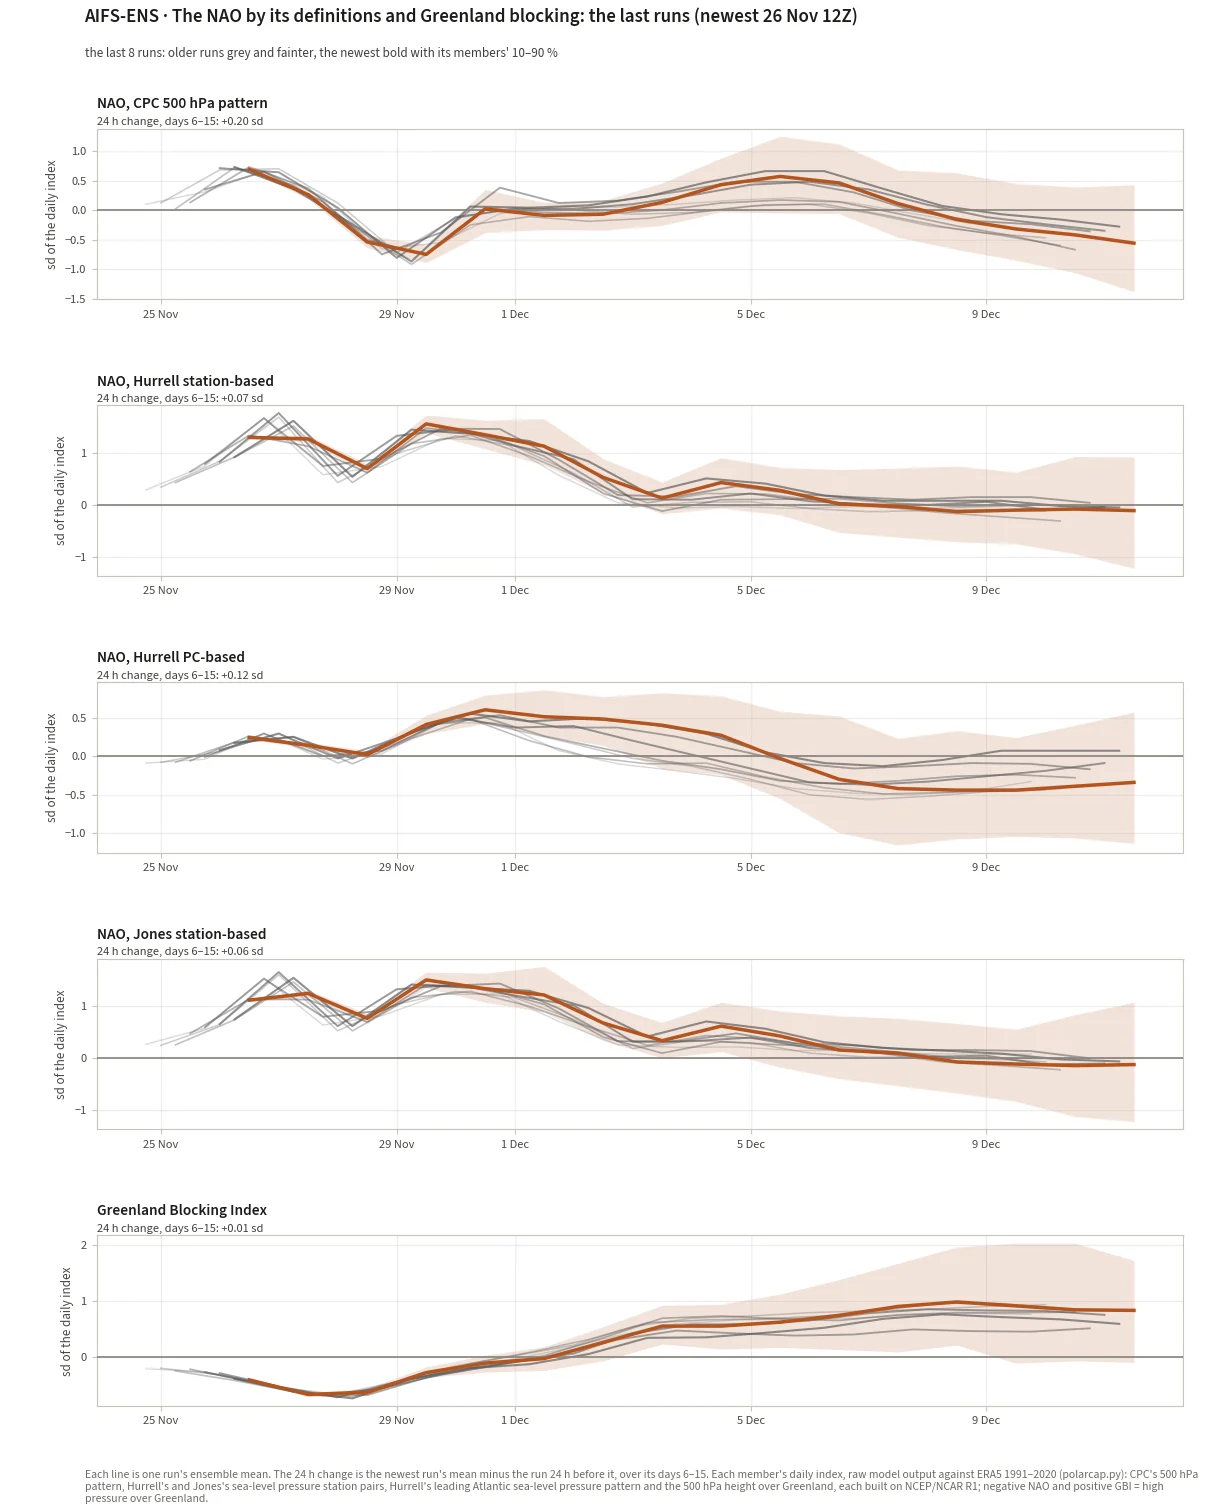 AIFS-ENS · The NAO by its definitions and Greenland blocking: the last runs (newest 26 Nov 12Z)
the last 8 runs: older runs grey and fainter, the newest bold with its members' 10–90 %
NAO, CPC 500 hPa pattern
24 h change, days 6–15: +0.20 sd
sd of the daily index
1.0
0.5
0.0
−0.5
−1.0
−1.5
25 Nov
29 Nov
1 Dec
5 Dec
9 Dec
NAO, Hurrell station-based
24 h change, days 6–15: +0.07 sd
sd of the daily index
1
0
−1
25 Nov
29 Nov
1 Dec
5 Dec
9 Dec
NAO, Hurrell PC-based
24 h change, days 6–15: +0.12 sd
sd of the daily index
0.5
0.0
−0.5
−1.0
25 Nov
29 Nov
1 Dec
5 Dec
9 Dec
NAO, Jones station-based
24 h change, days 6–15: +0.06 sd
sd of the daily index
1
0
−1
25 Nov
29 Nov
1 Dec
5 Dec
9 Dec
Greenland Blocking Index
24 h change, days 6–15: +0.01 sd
sd of the daily index
2
1
0
25 Nov
29 Nov
1 Dec
5 Dec
9 Dec
Each line is one run's ensemble mean. The 24 h change is the newest run's mean minus the run 24 h before it, over its days 6–15. Each member's daily index, raw model output against ERA5 1991–2020 (polarcap.py): CPC's 500 hPa
pattern, Hurrell's and Jones's sea-level pressure station pairs, Hurrell's leading Atlantic sea-level pressure pattern and the 500 hPa height over Greenland, each built on NCEP/NCAR R1; negative NAO and positive GBI = high
pressure over Greenland.